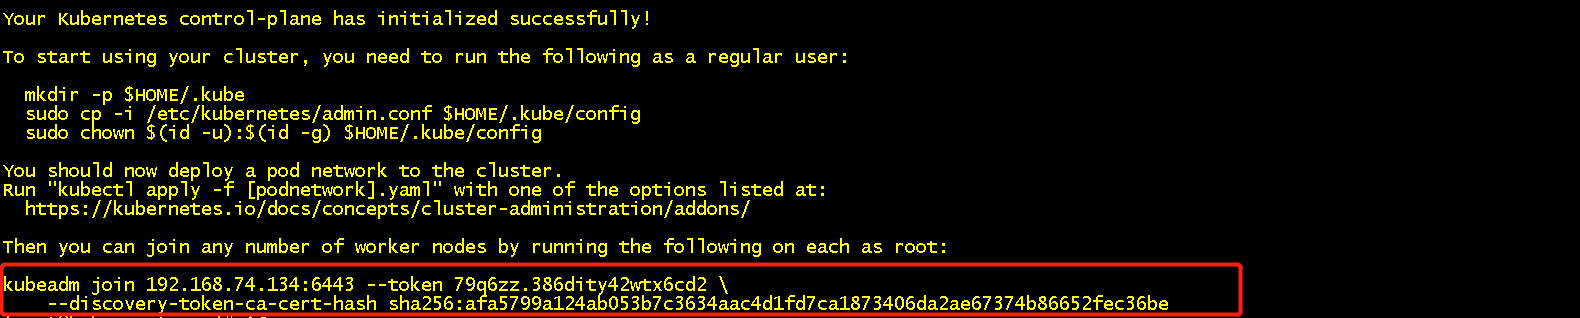 Your Kubernetes control-plane has initialized successfully!
To start using your cluster, you need to run the following as a regular user:
mkdir -p $HOME/.kube
sudo cp -i /etc/kubernetes/admin.conf $HOME/.kube/config
sudo chown $(id -u):$(id -g) $HOME/.kube/config
You should now deploy a pod network to the cluster.
Run "kubectl apply -f [podnetwork].yaml" with one of the options listed at:
https://kubernetes.io/docs/concepts/cluster-administration/addons/
Then you can join any number of worker nodes by running the following on each as root:
kubeadm join 192.168.74.134:6443 --token 79q6zz.386dity42wtx6cd2 \
--discovery-token-ca-cert-hash sha256:afa5799a124ab053b7c3634aac4d1fd7ca1873406da2ae67374b86652fec36be